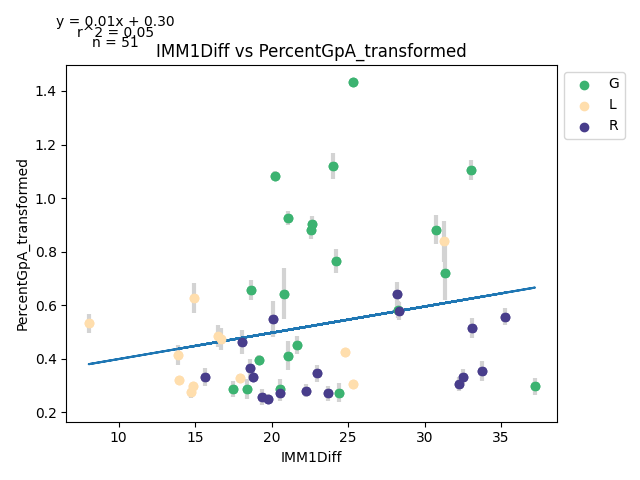 y = 0.01x + 0.30
r^2 = 0.05
n = 51
IMM1Diff vs PercentGpA_transformed
G
L
R
PercentGpA_transformed
1.4
1.2
1.0
0.8
0.6
0.4
0.2
10
15
20
25
30
35
IMM1Diff